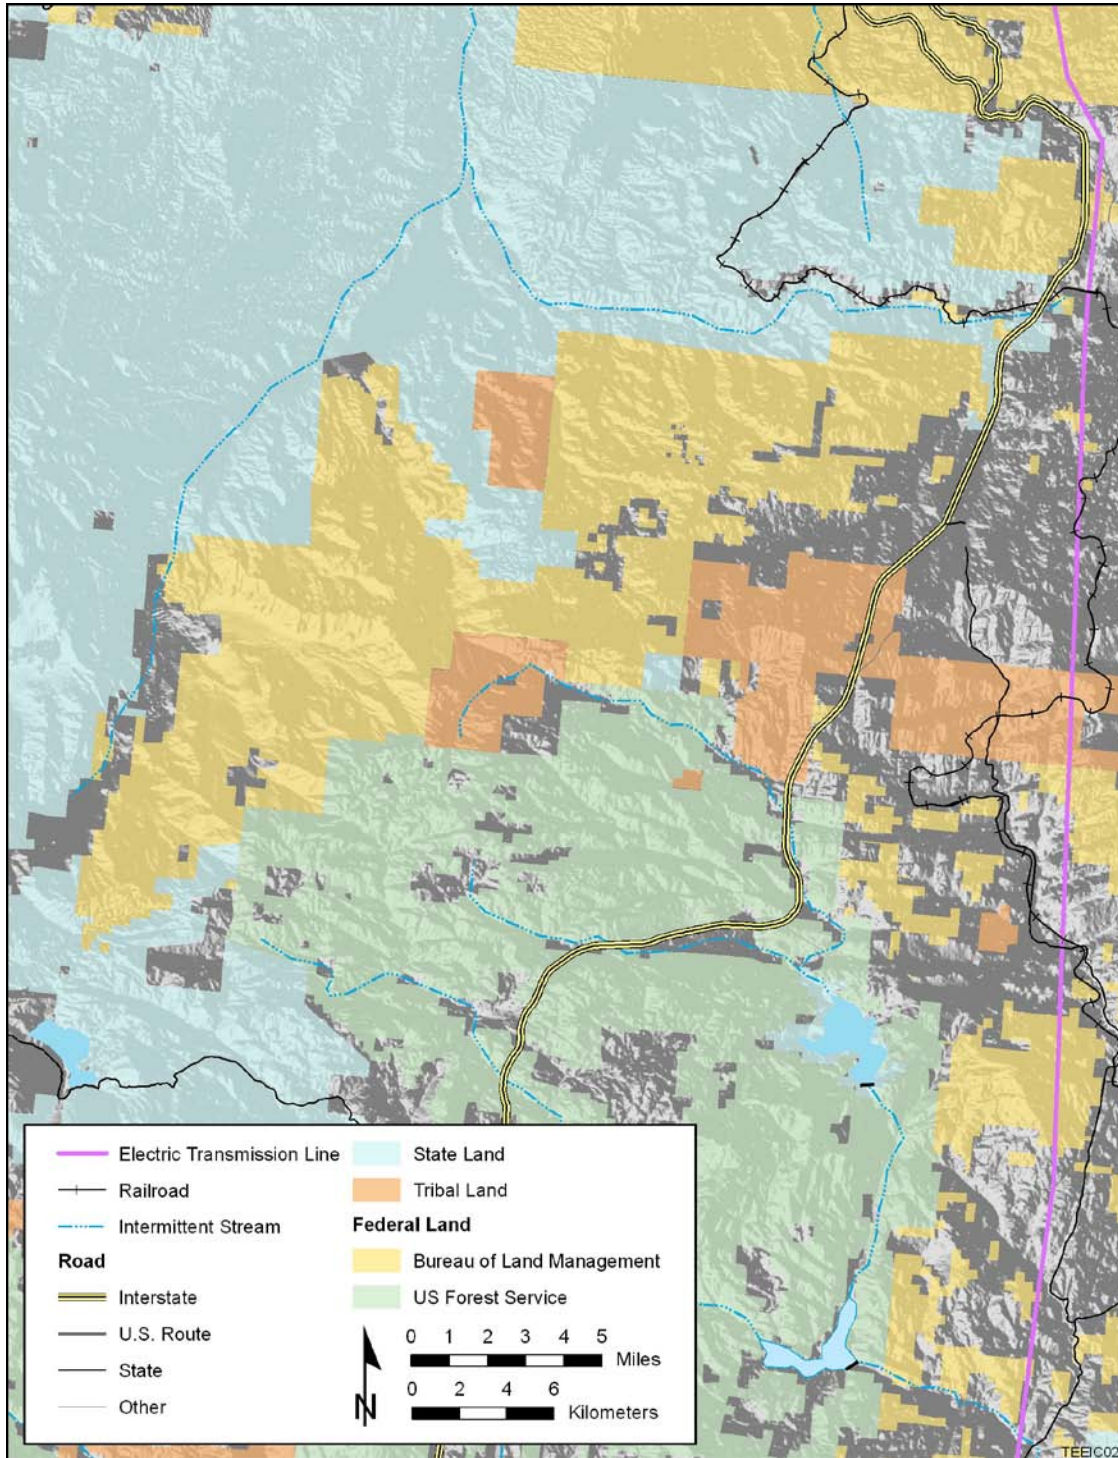 Electric Transmission Line
Railroad
Intermittent Stream
Road
Interstate
U.S. Route
State
Other
State Land
Tribal Land
Federal Land
Bureau of Land Management
US Forest Service
N
0 1 2 3 4 5
Miles
0 2 4 6
Kilometers